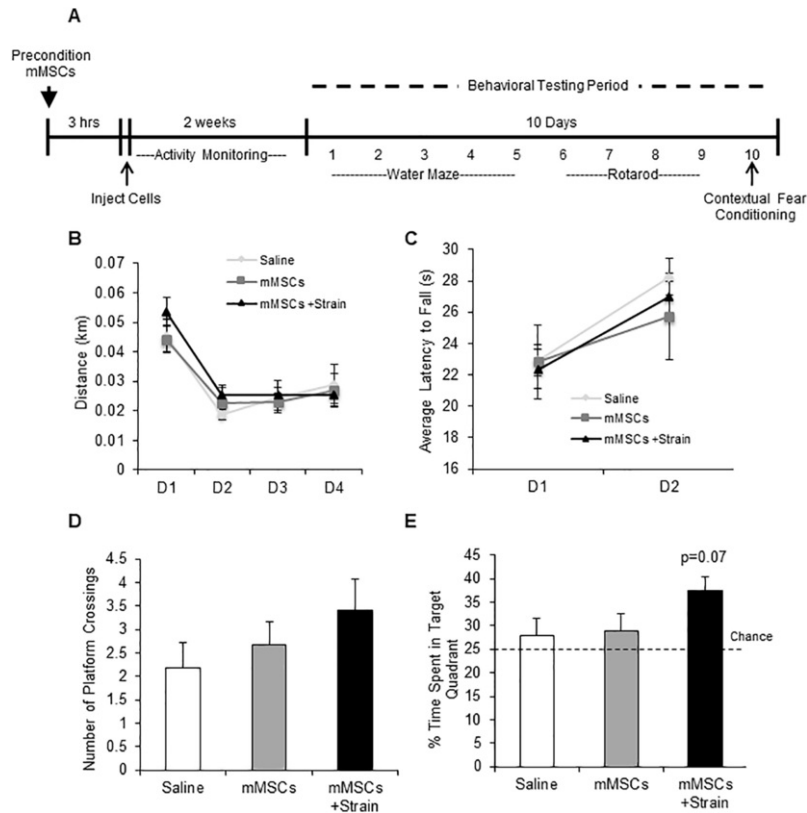 A
Precondition
mMSCs
Behavioral Testing Period
3 hrs
2 weeks
10 Days
----Activity Monitoring-----
1 2 3 4 5 6 7 8 9 10
Water Maze
Rotarod
Inject Cells
Contextual Fear
Conditioning
B
Saline
mMSCs
mMSCs +Strain
Distance (km)
0.07
0.06
0.05
0.04
0.03
0.02
0.01
0
D1 D2 D3 D4
C
Average Latency to Fall (s)
30
28
26
24
22
20
18
16
Saline
mMSCs
mMSCs +Strain
D1 D2
D
Number of Platform Crossings
4.5
4
3.5
3
2.5
2
1.5
1
0.5
0
Saline mMSCs mMSCs
+Strain
E
% Time Spent in Target
Quadrant
45
40
35
30
25
20
15
10
5
0
p=0.07
Chance
Saline mMSCs mMSCs
+Strain